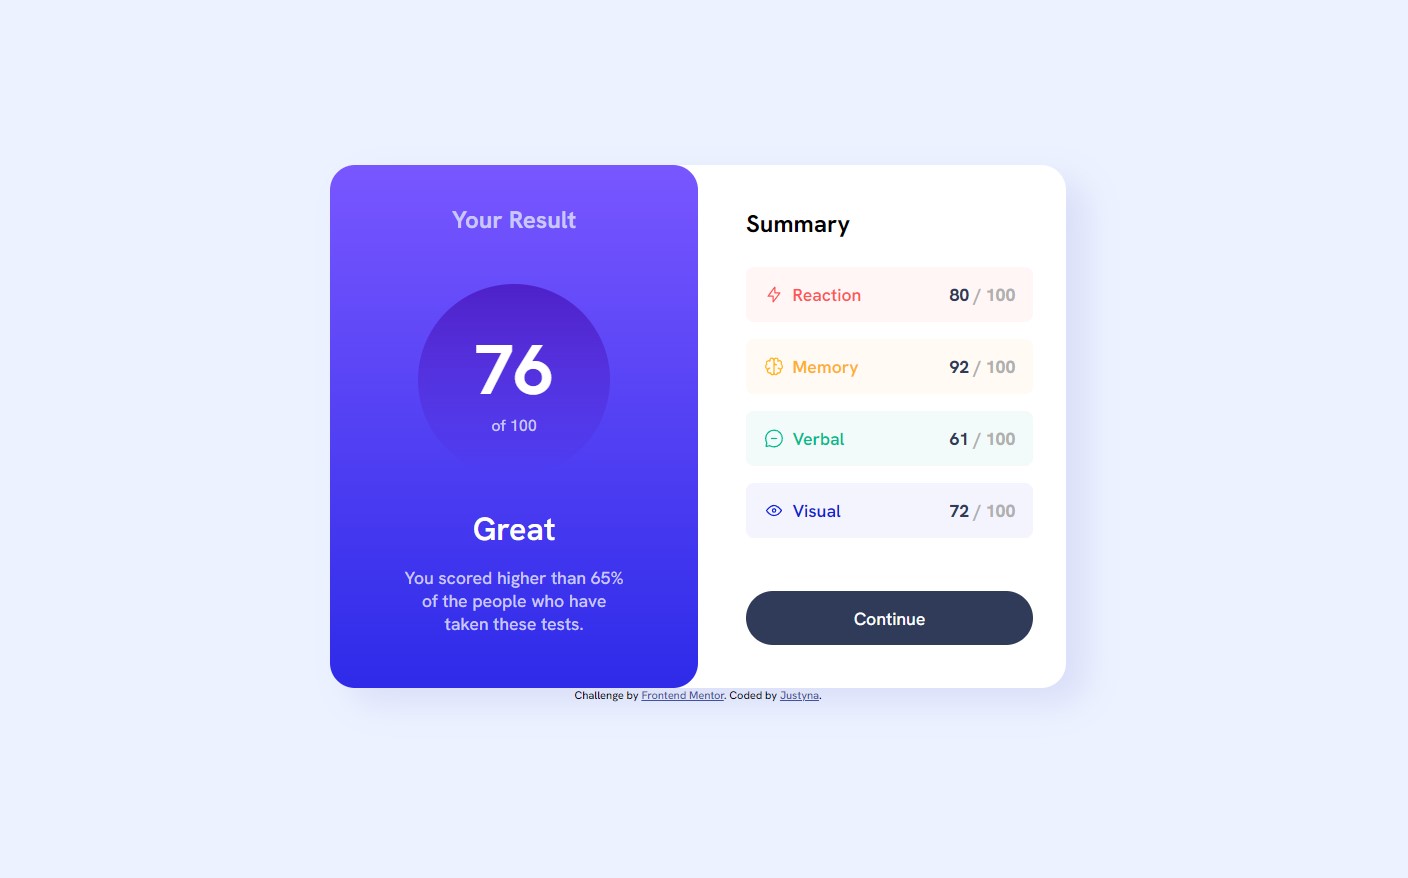 Your Result
76
of 100
Great
You scored higher than 65%
of the people who have
taken these tests.
Summary
Reaction 80 / 100
Memory 92 / 100
Verbal 61 / 100
Visual 72 / 100
Continue
Challenge by Frontend Mentor. Coded by Justyna.